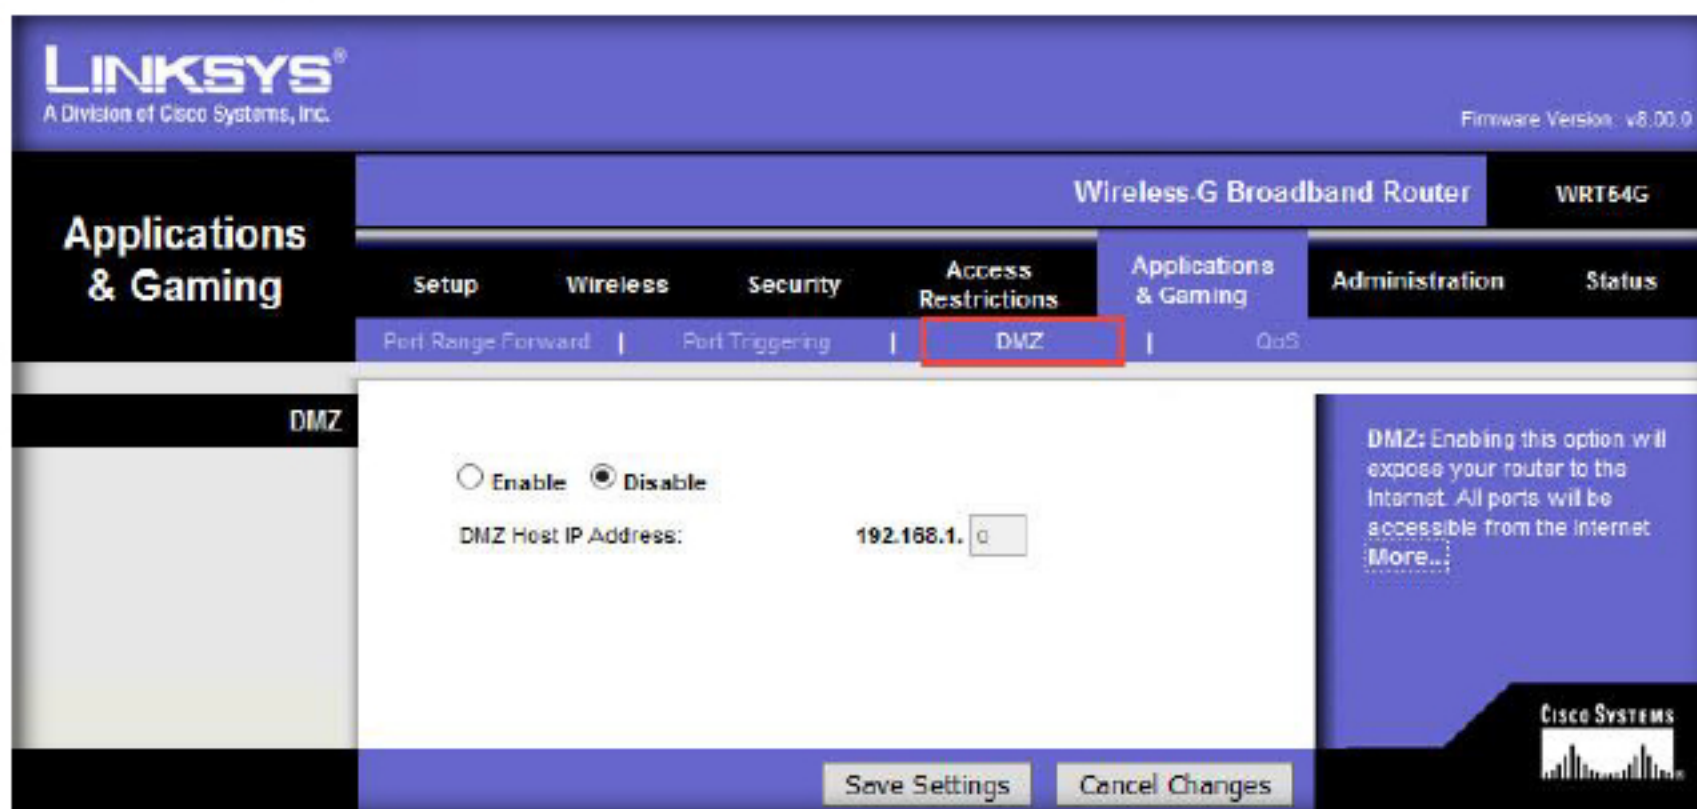 LINKSYS®
A Division of Cisco Systems, Inc.
Firmware Version: v8.00.0
Wireless-G Broadband Router
WRT54G
Applications
& Gaming
Setup Wireless Security Access Restrictions Applications & Gaming Administration Status
Port Range Forward | Port Triggering | DMZ | QoS
DMZ
Enable Disable
DMZ Host IP Address: 192.168.1. 0
DMZ: Enabling this option will
expose your router to the
Internet. All ports will be
accessible from the internet
More...
CISCO SYSTEMS
Save Settings Cancel Changes